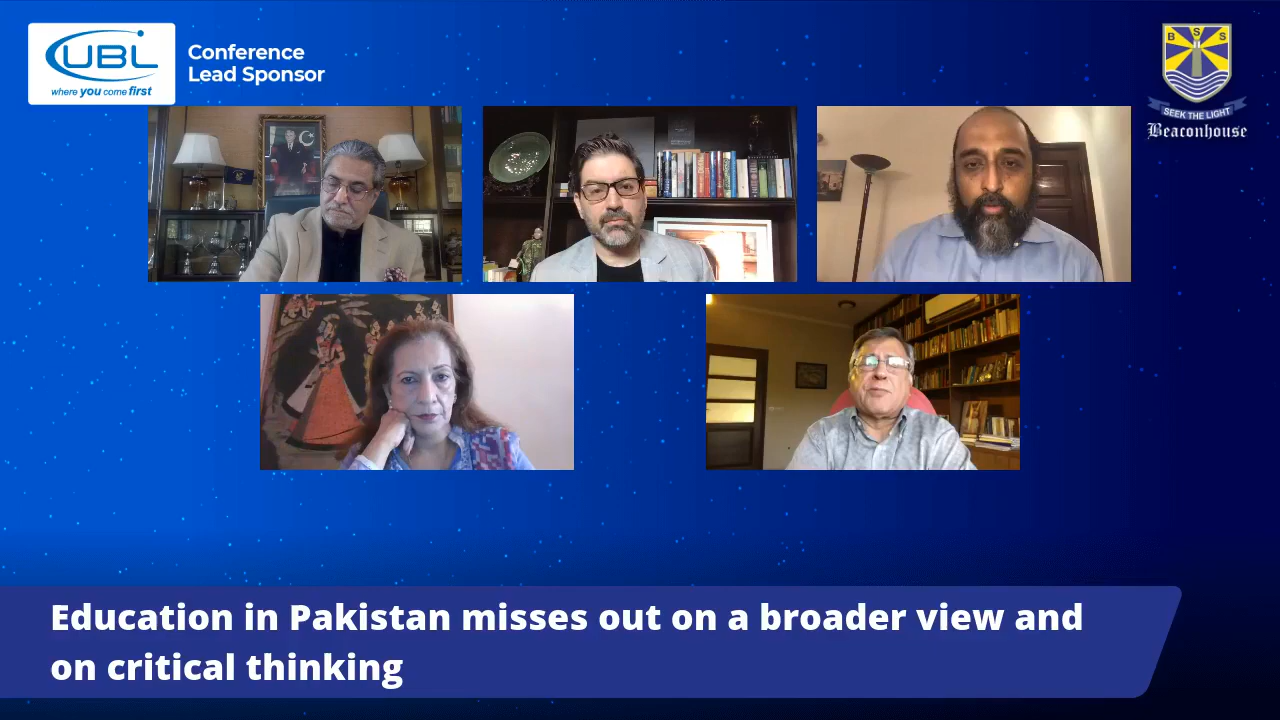 UBL
where you come first
Conference
Lead Sponsor
B S S
SEEK THE LIGHT
Beaconhouse
Education in Pakistan misses out on a broader view and
on critical thinking